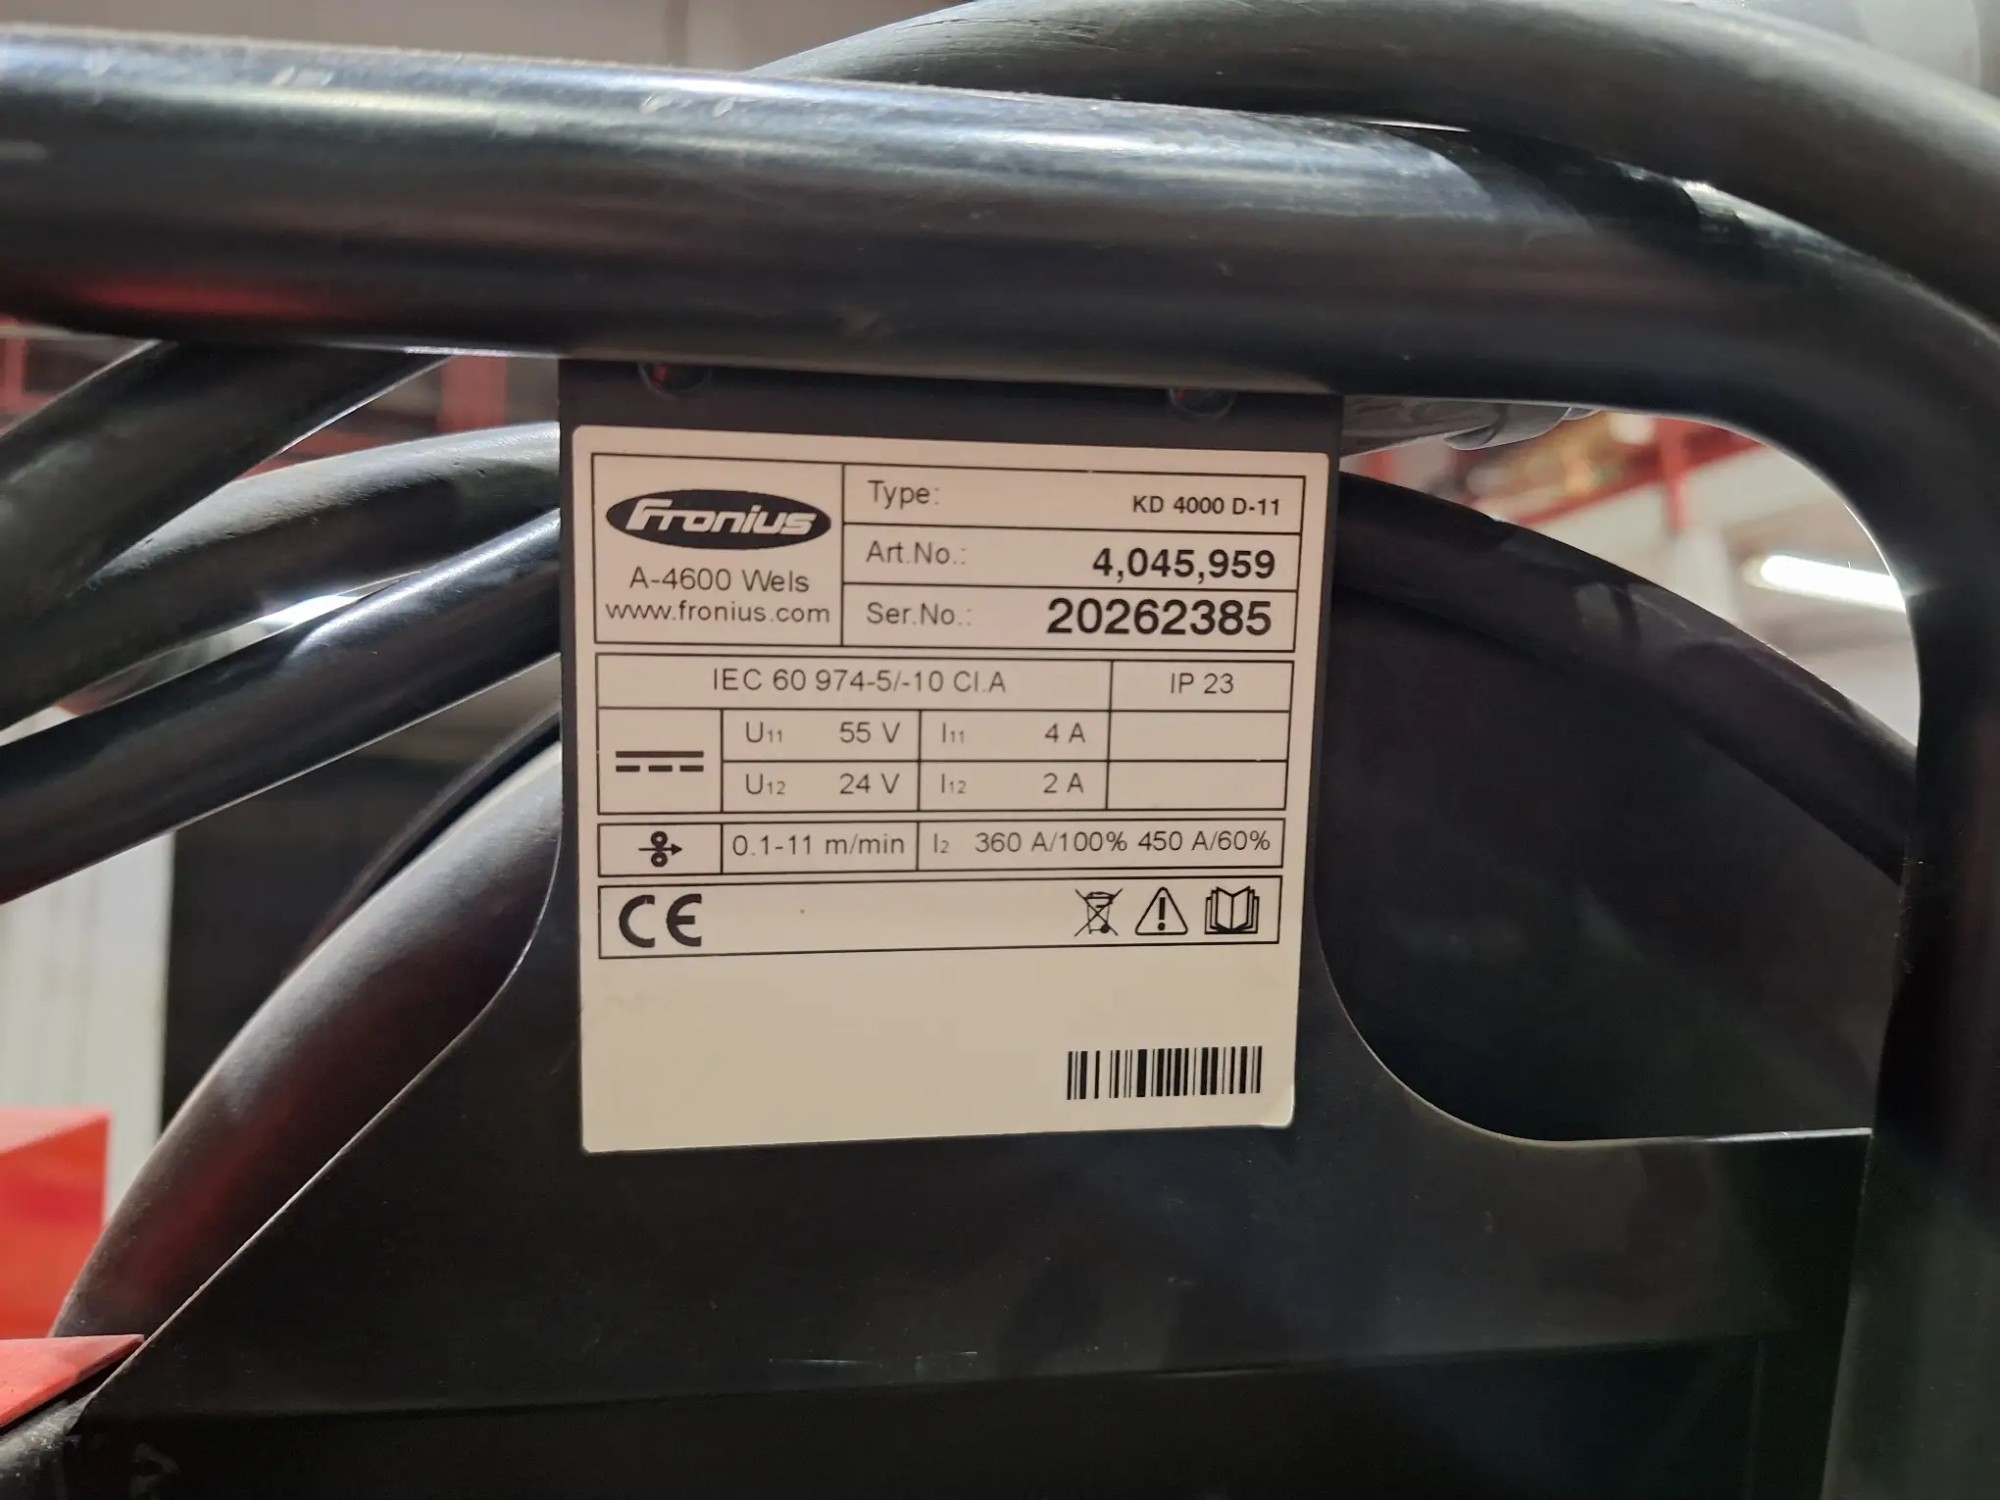 Fronius
A-4600 Wels
www.fronius.com
Type: KD 4000 D-11
Art.No.: 4,045,959
Ser.No.: 20262385
IEC 60 974-5/-10 Cl.A IP 23
U11 55 V I11 4 A
U12 24 V I12 2 A
0.1-11 m/min I2 360 A/100% 450 A/60%
CE